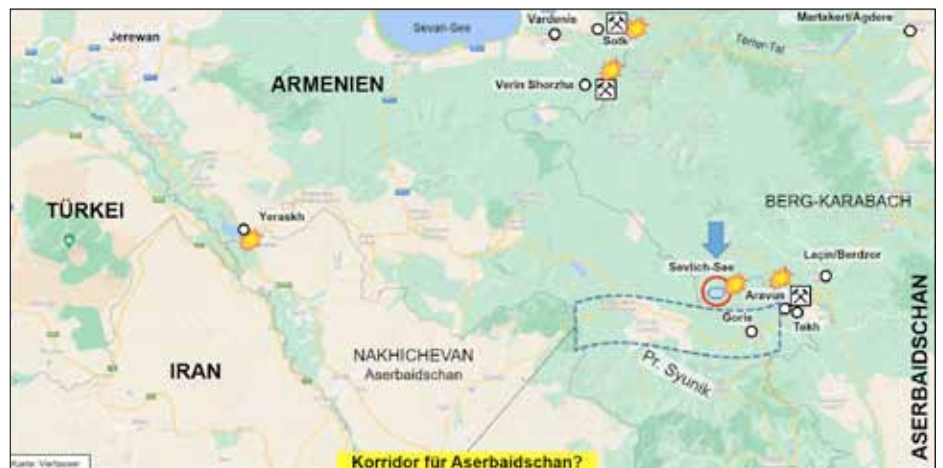 Sevan-See
Vardenis
Sotk
Martakert/Agdere
Jerewan
Terter-Tal
ARMENIEN
Verin Shorzha
BERG-KARABACH
TÜRKEI
Yeraskh
Sevlich-See
Laçin/Berdzor
Aravus
Goris
Tekh
NAKHICHEVAN
Aserbaidschan
IRAN
Pr. Syunik
ASERBAIDSCHAN
Korridor für Aserbaidschan?
Karte: Verfasser